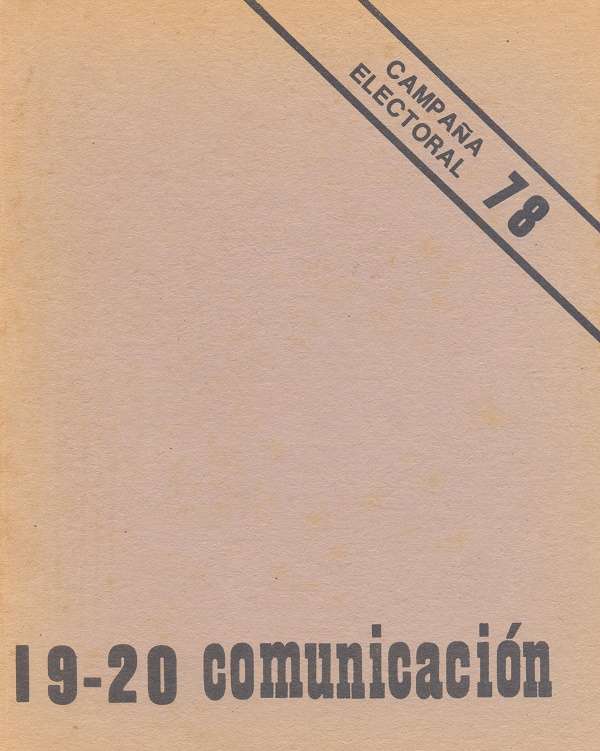 CAMPAÑA
ELECTORAL
78
19-20 comunicación